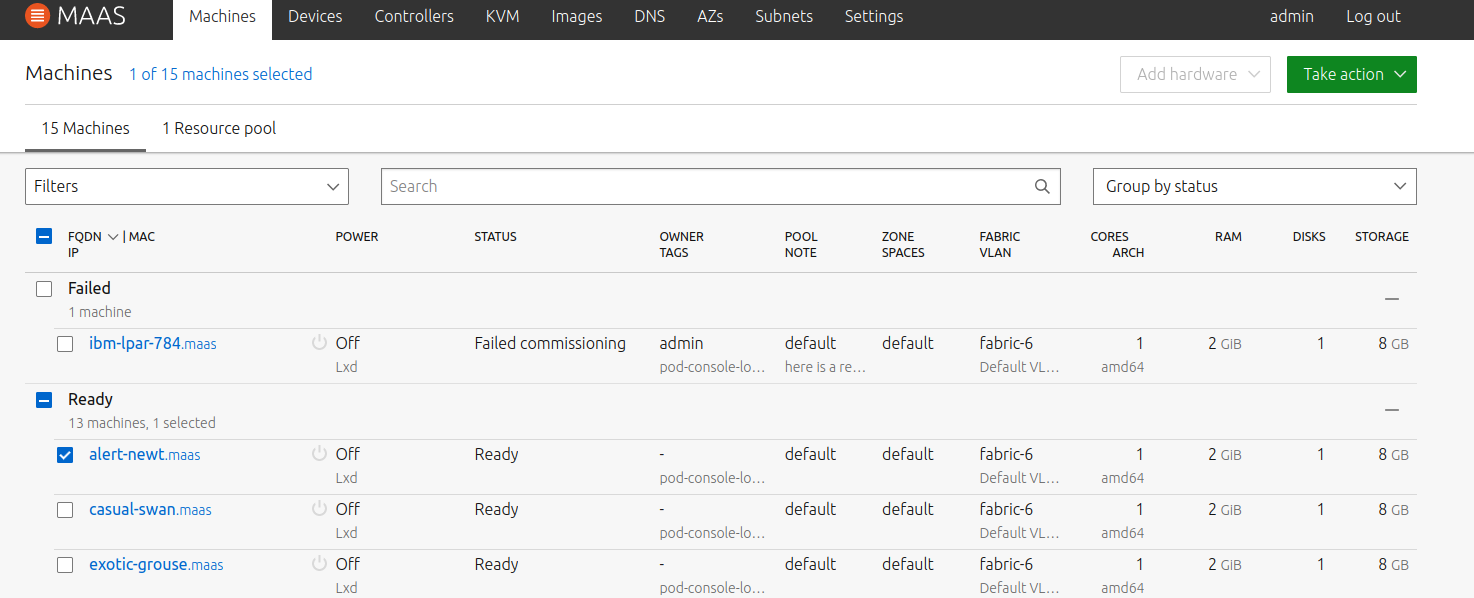 MAAS Machines Devices Controllers KVM Images DNS AZs Subnets Settings admin Log out
Machines 1 of 15 machines selected Add hardware Take action
15 Machines 1 Resource pool
Filters Search Group by status
FQDN | MAC POWER STATUS OWNER POOL ZONE FABRIC CORES RAM DISKS STORAGE
IP TAGS NOTE SPACES VLAN ARCH
Failed
1 machine
ibm-lpar-784.maas Off Failed commissioning admin default default fabric-6 1 2 GiB 1 8 GB
Lxd pod-console-lo… here is a re… Default VL… amd64
Ready
13 machines, 1 selected
alert-newt.maas Off Ready - default default fabric-6 1 2 GiB 1 8 GB
Lxd pod-console-lo… Default VL… amd64
casual-swan.maas Off Ready - default default fabric-6 1 2 GiB 1 8 GB
Lxd pod-console-lo… Default VL… amd64
exotic-grouse.maas Off Ready - default default fabric-6 1 2 GiB 1 8 GB
Lxd pod-console-lo… Default VL… amd64